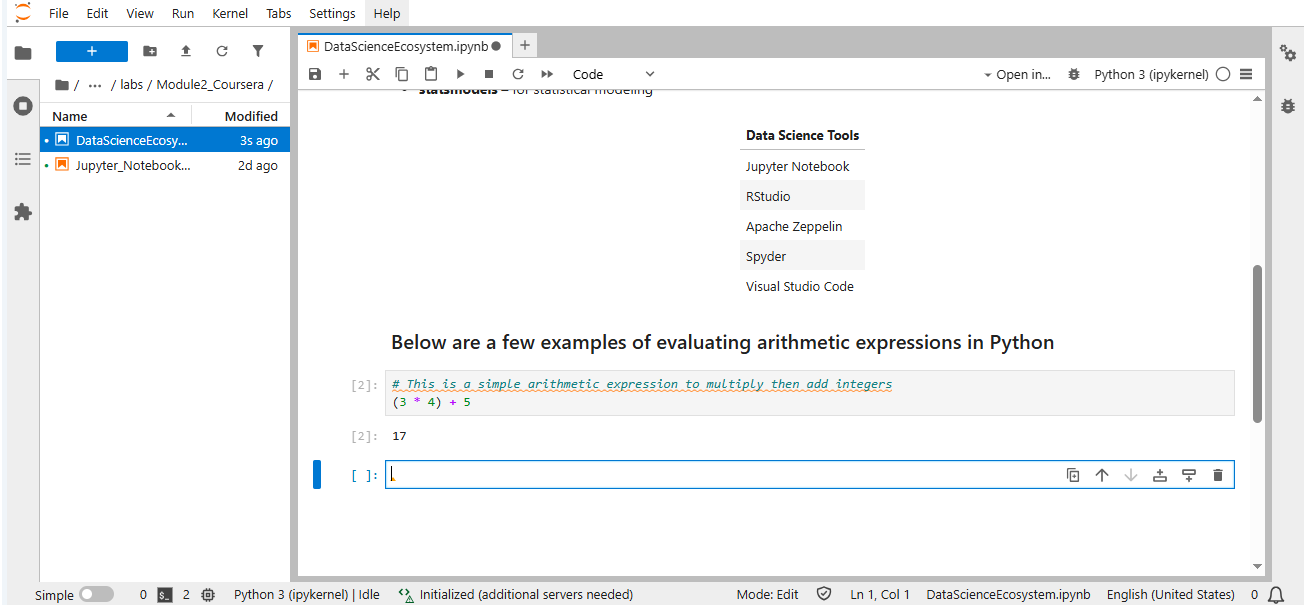 File Edit View Run Kernel Tabs Settings Help
DataScienceEcosystem.ipynb
Code
Open in...
Python 3 (ipykernel)
/ ... / labs / Module2_Coursera /
Name Modified
DataScienceEcosy... 3s ago
Jupyter_Notebook... 2d ago
statsmodels – for statistical modeling
Data Science Tools
Jupyter Notebook
RStudio
Apache Zeppelin
Spyder
Visual Studio Code
Below are a few examples of evaluating arithmetic expressions in Python
[2]: # This is a simple arithmetic expression to multiply then add integers
(3 * 4) + 5
[2]: 17
[ ]:
Simple 0 $_ 2 Python 3 (ipykernel) | Idle Initialized (additional servers needed) Mode: Edit Ln 1, Col 1 DataScienceEcosystem.ipynb English (United States) 0